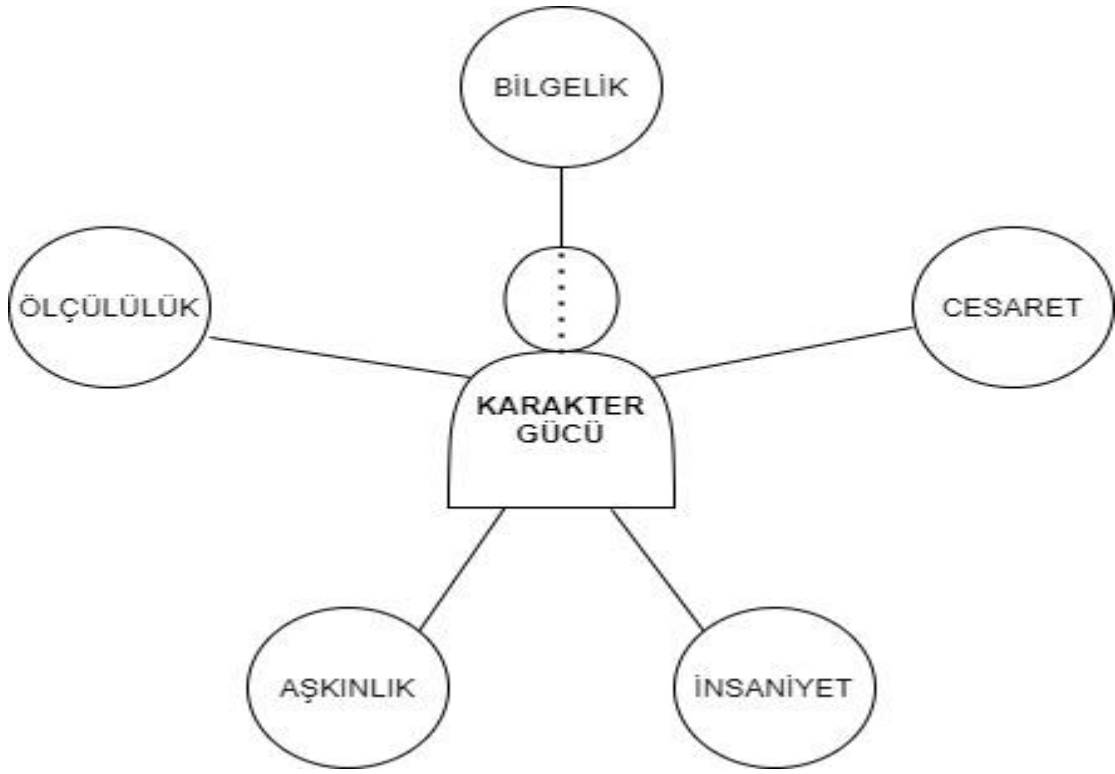 BİLGELİK
ÖLÇÜLÜLÜK
CESARET
KARAKTER
GÜCÜ
AŞKINLIK
İNSANİYET